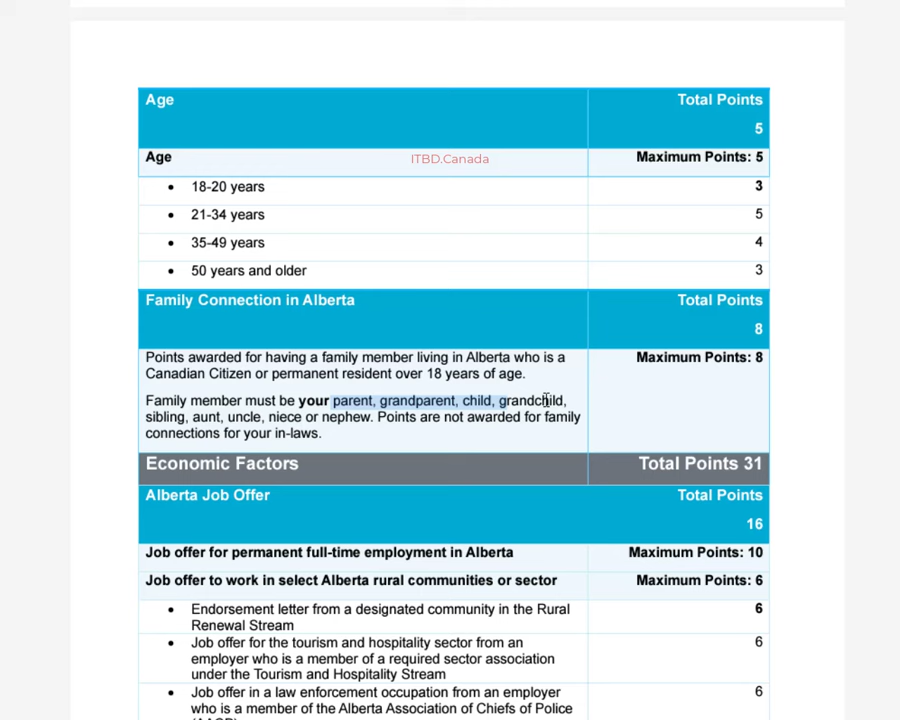 Age Total Points
5
Age ITBD.Canada Maximum Points: 5
• 18-20 years 3
• 21-34 years 5
• 35-49 years 4
• 50 years and older 3
Family Connection in Alberta Total Points
8
Points awarded for having a family member living in Alberta who is a Maximum Points: 8
Canadian Citizen or permanent resident over 18 years of age.
Family member must be your parent, grandparent, child, grandchild,
sibling, aunt, uncle, niece or nephew. Points are not awarded for family
connections for your in-laws.
Economic Factors Total Points 31
Alberta Job Offer Total Points
16
Job offer for permanent full-time employment in Alberta Maximum Points: 10
Job offer to work in select Alberta rural communities or sector Maximum Points: 6
• Endorsement letter from a designated community in the Rural 6
Renewal Stream
• Job offer for the tourism and hospitality sector from an 6
employer who is a member of a required sector association
under the Tourism and Hospitality Stream
• Job offer in a law enforcement occupation from an employer 6
who is a member of the Alberta Association of Chiefs of Police